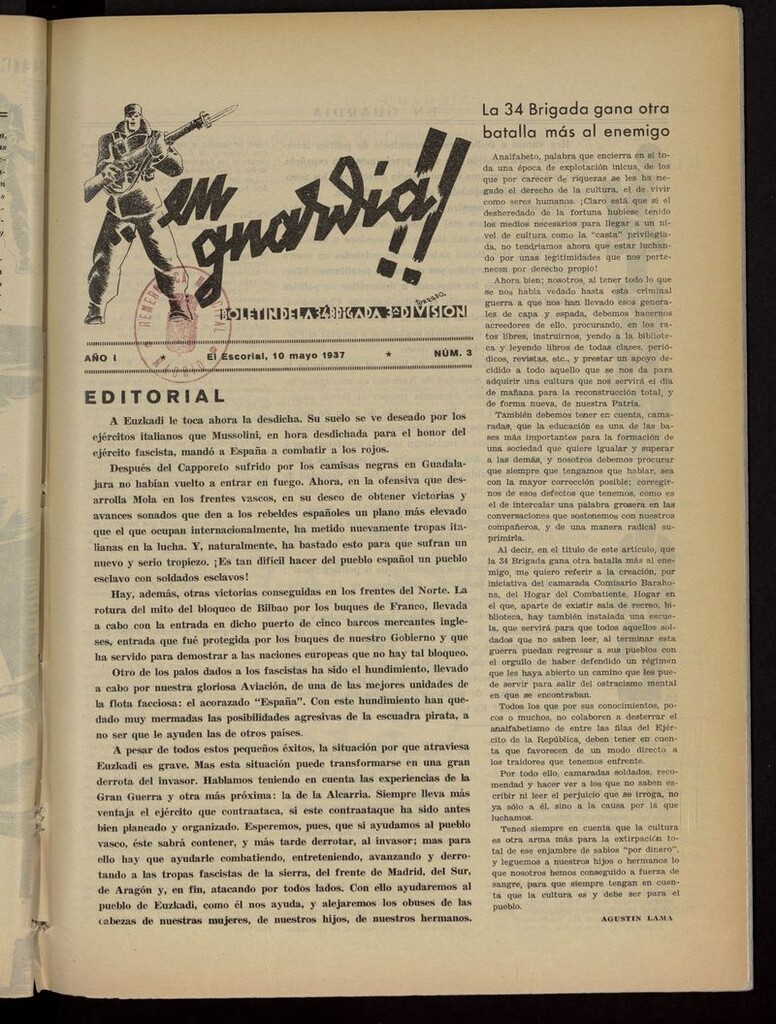 en
guardia!!
BOLETIN DE LA 34 BRIGADA 3ª DIVISION
HEMEROTECA MUNICIPAL
MADRID
AÑO I
El Escorial, 10 mayo 1937
NÚM. 3
EDITORIAL
A Euzkadi le toca ahora la desdicha. Su suelo se ve deseado por los
ejércitos italianos que Mussolini, en hora desdichada para el honor del
ejército fascista, mandó a España a combatir a los rojos.
Después del Capporeto sufrido por los camisas negras en Guadala-
jara no habían vuelto a entrar en fuego. Ahora, en la ofensiva que des-
arrolla Mola en los frentes vascos, en su deseo de obtener victorias y
avances sonados que den a los rebeldes españoles un plano más elevado
que el que ocupan internacionalmente, ha metido nuevamente tropas ita-
lianas en la lucha. Y, naturalmente, ha bastado esto para que sufran un
nuevo y serio tropiezo. ¡Es tan difícil hacer del pueblo español un pueblo
esclavo con soldados esclavos!
Hay, además, otras victorias conseguidas en los frentes del Norte. La
rotura del mito del bloqueo de Bilbao por los buques de Franco, llevada
a cabo con la entrada en dicho puerto de cinco barcos mercantes ingle-
ses, entrada que fué protegida por los buques de nuestro Gobierno y que
ha servido para demostrar a las naciones europeas que no hay tal bloqueo.
Otro de los palos dados a los fascistas ha sido el hundimiento, llevado
a cabo por nuestra gloriosa Aviación, de una de las mejores unidades de
la flota facciosa: el acorazado "España". Con este hundimiento han que-
dado muy mermadas las posibilidades agresivas de la escuadra pirata, a
no ser que le ayuden las de otros países.
A pesar de todos estos pequeños éxitos, la situación por que atraviesa
Euzkadi es grave. Mas esta situación puede transformarse en una gran
derrota del invasor. Hablamos teniendo en cuenta las experiencias de la
Gran Guerra y otra más próxima: la de la Alcarria. Siempre lleva más
ventaja el ejército que contraataca, si este contraataque ha sido antes
bien planeado y organizado. Esperemos, pues, que si ayudamos al pueblo
vasco, éste sabrá contener, y más tarde derrotar, al invasor; mas para
ello hay que ayudarle combatiendo, entreteniendo, avanzando y derro-
tando a las tropas fascistas de la sierra, del frente de Madrid, del Sur,
de Aragón y, en fin, atacando por todos lados. Con ello ayudaremos al
pueblo de Euzkadi, como él nos ayuda, y alejaremos los obuses de las
cabezas de nuestras mujeres, de nuestros hijos, de nuestros hermanos.
La 34 Brigada gana otra
batalla más al enemigo
Analfabeto, palabra que encierra en sí to-
da una época de explotación inicua, de los
que por carecer de riquezas se les ha ne-
gado el derecho de la cultura, el de vivir
como seres humanos. ¡Claro está que si el
desheredado de la fortuna hubiese tenido
los medios necesarios para llegar a un ni-
vel de cultura como la "casta" privilegia-
da, no tendríamos ahora que estar luchan-
do por unas legitimidades que nos perte-
necen por derecho propio!
Ahora bien; nosotros, al tener todo lo que
se nos había vedado hasta esta criminal
guerra a que nos han llevado esos genera-
les de capa y espada, debemos hacernos
acreedores de ello, procurando, en los ra-
tos libres, instruirnos, yendo a la bibliote-
ca y leyendo libros de todas clases, perió-
dicos, revistas, etc., y prestar un apoyo de-
cidido a todo aquello que se nos da para
adquirir una cultura que nos servirá el día
de mañana para la reconstrucción total, y
de forma nueva, de nuestra Patria.
También debemos tener en cuenta, cama-
radas, que la educación es una de las ba-
ses más importantes para la formación de
una sociedad que quiere igualar y superar
a las demás, y nosotros debemos procurar
que siempre que tengamos que hablar, sea
con la mayor corrección posible; corregir-
nos de esos defectos que tenemos, como es
el de intercalar una palabra grosera en las
conversaciones que sostenemos con nuestros
compañeros, y de una manera radical su-
primirla.
Al decir, en el título de este artículo, que
la 34 Brigada gana otra batalla más al ene-
migo, me quiero referir a la creación, por
iniciativa del camarada Comisario Baraho-
na, del Hogar del Combatiente, Hogar en
el que, aparte de existir sala de recreo, bi-
blioteca, hay también instalada una escue-
la, que servirá para todos aquellos sol-
dados que no saben leer, al terminar esta
guerra puedan regresar a sus pueblos con
el orgullo de haber defendido un régimen
que les haya abierto un camino que les pue-
de servir para salir del ostracismo mental
en que se encontraban.
Todos los que por sus conocimientos, po-
cos o muchos, no colaboren a desterrar el
analfabetismo de entre las filas del Ejér-
cito de la República, deben tener en cuen-
ta que favorecen de un modo directo a
los traidores que tenemos enfrente.
Por todo ello, camaradas soldados, reco-
mendad y hacer ver a los que no saben es-
cribir ni leer el perjuicio que se irroga, no
ya sólo a él, sino a la causa por la que
luchamos.
Tened siempre en cuenta que la cultura
es otra arma más para la extirpación to-
tal de ese enjambre de sabios "por dinero",
y leguemos a nuestros hijos o hermanos lo
que nosotros hemos conseguido a fuerza de
sangre, para que siempre tengan en cuen-
ta que la cultura es y debe ser para el
pueblo.
AGUSTIN LAMA